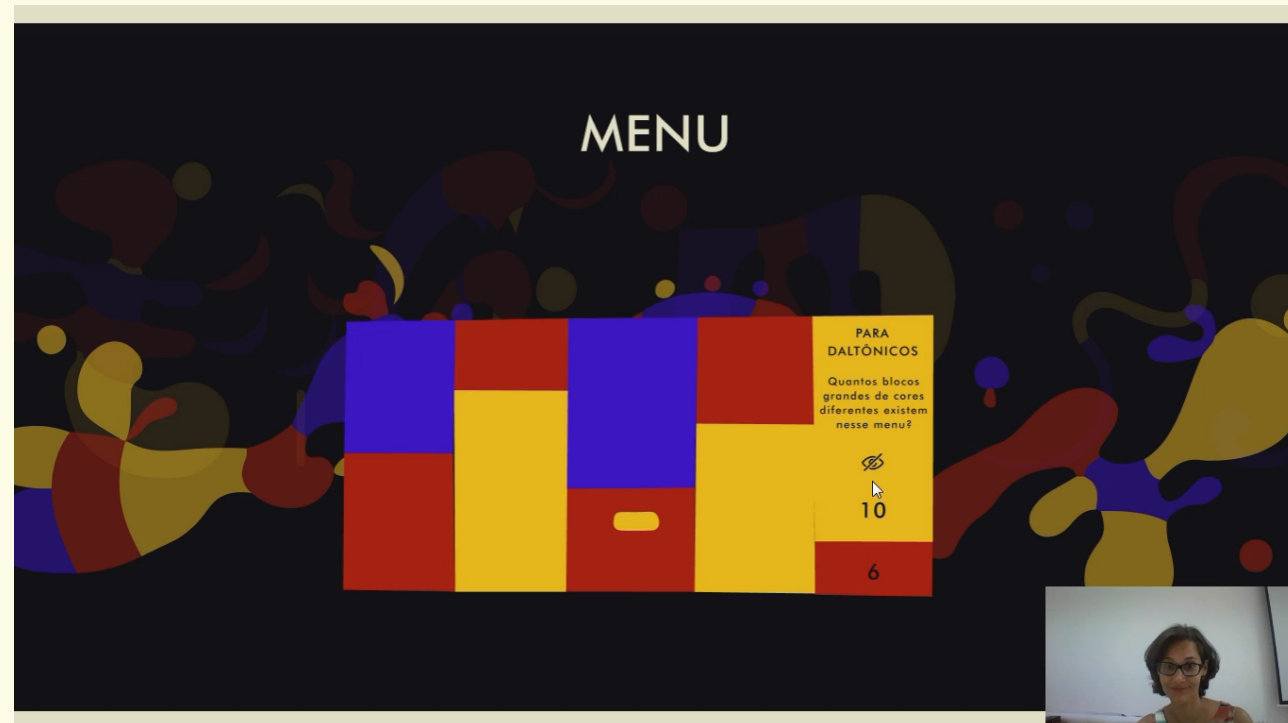 MENU
PARA
DALTÔNICOS
Quantos blocos
grandes de cores
diferentes existem
nesse menu?
10
6